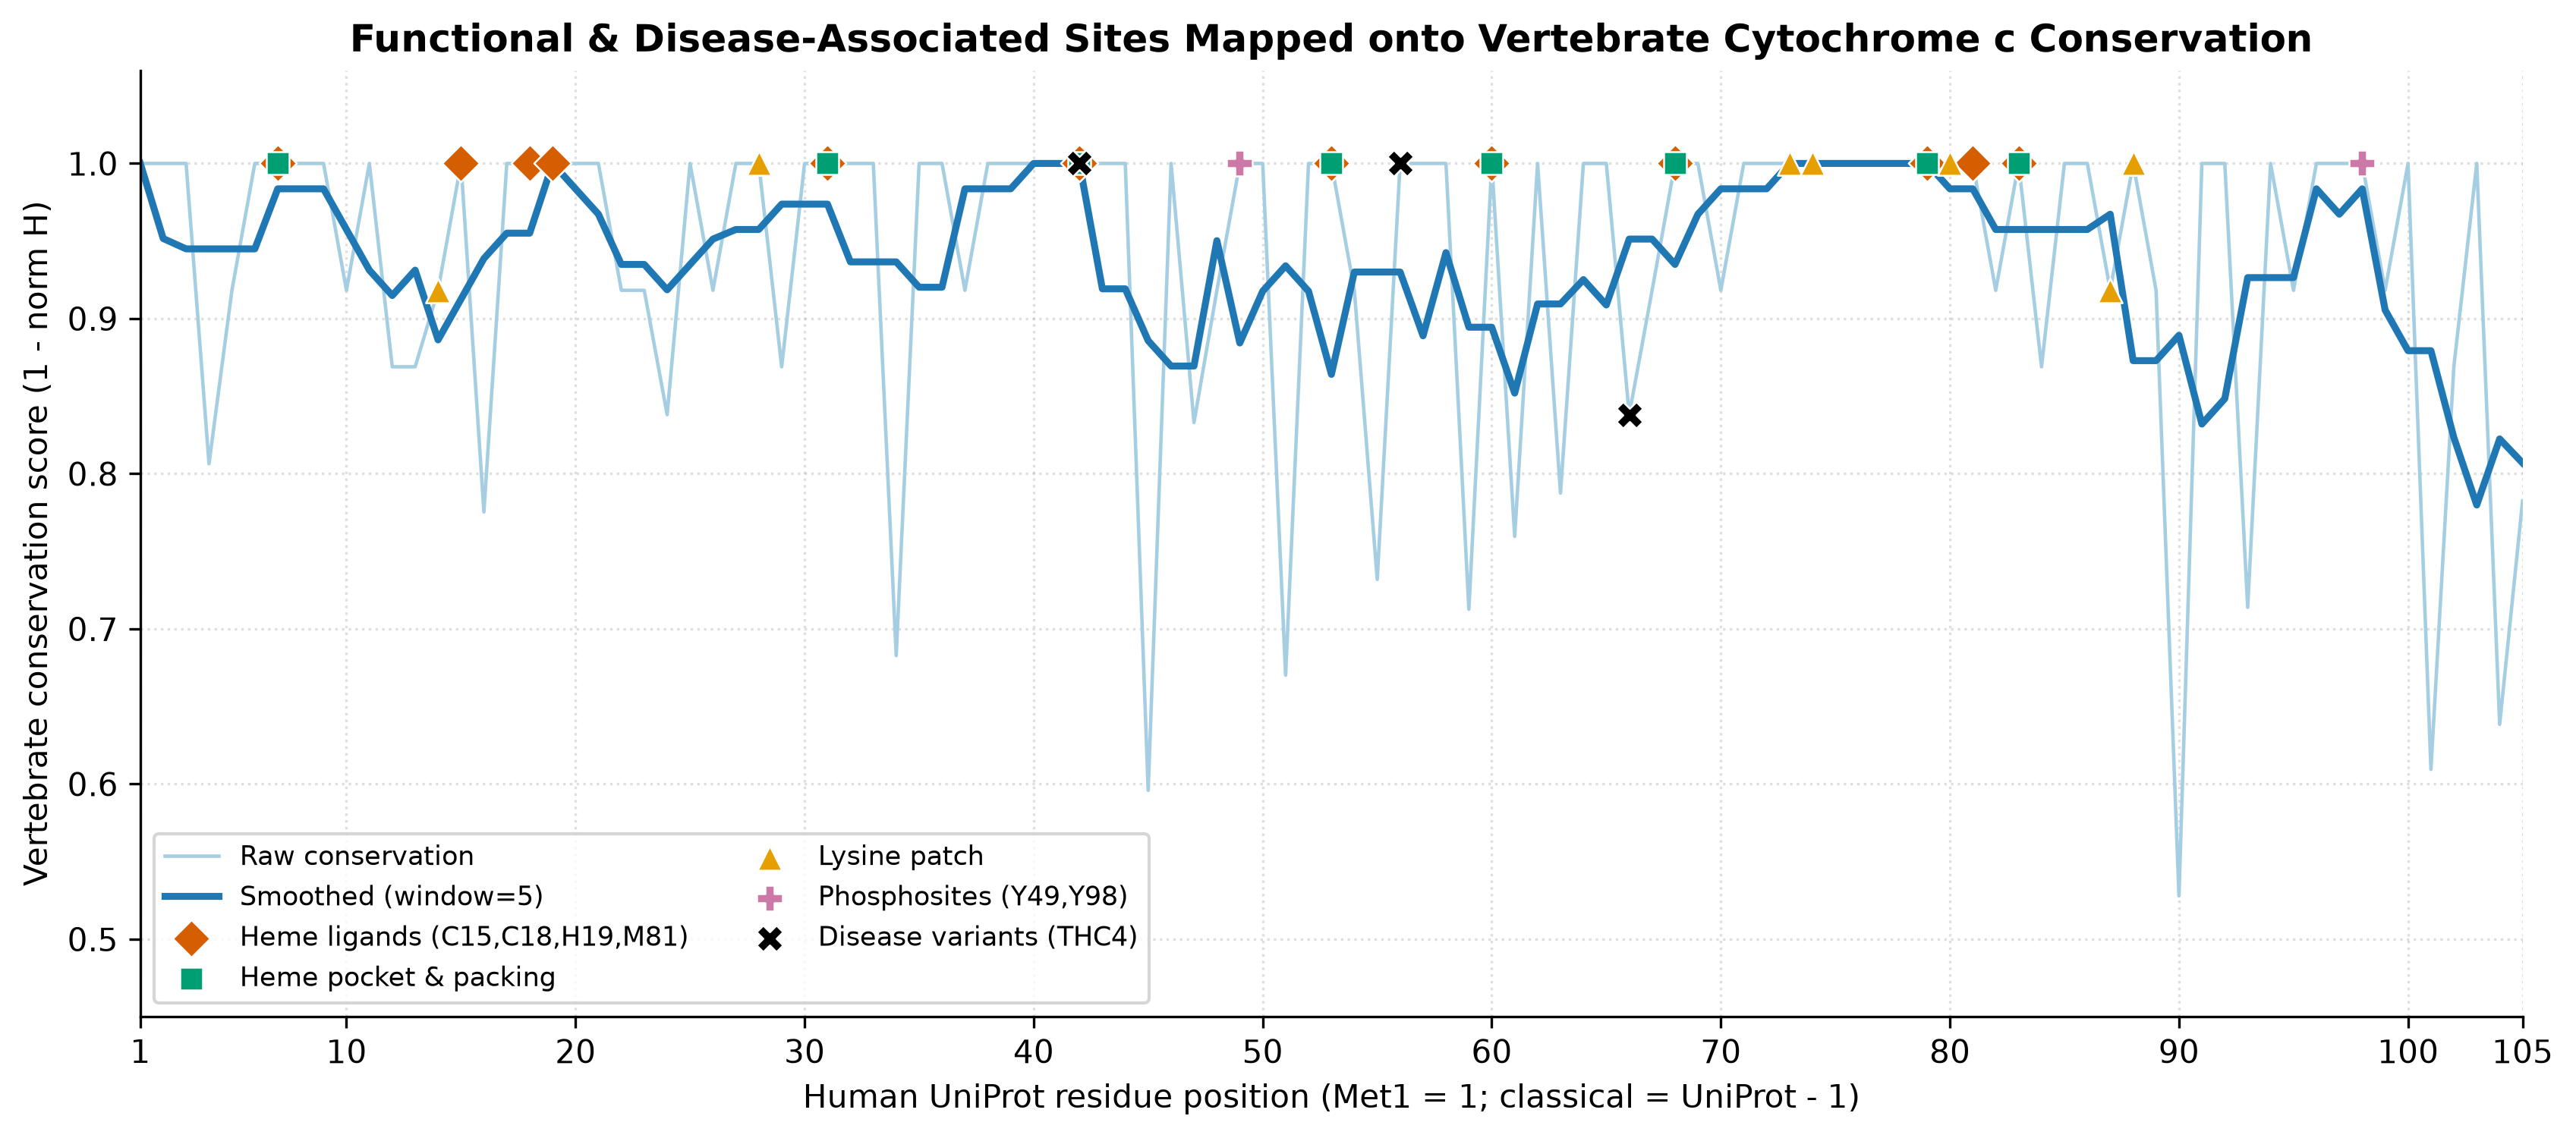 Functional & Disease-Associated Sites Mapped onto Vertebrate Cytochrome c Conservation
Vertebrate conservation score (1 - norm H)
1.0
0.9
0.8
0.7
0.6
0.5
Raw conservation
Smoothed (window=5)
Heme ligands (C15,C18,H19,M81)
Heme pocket & packing
Lysine patch
Phosphosites (Y49,Y98)
Disease variants (THC4)
1 10 20 30 40 50 60 70 80 90 100 105
Human UniProt residue position (Met1 = 1; classical = UniProt - 1)